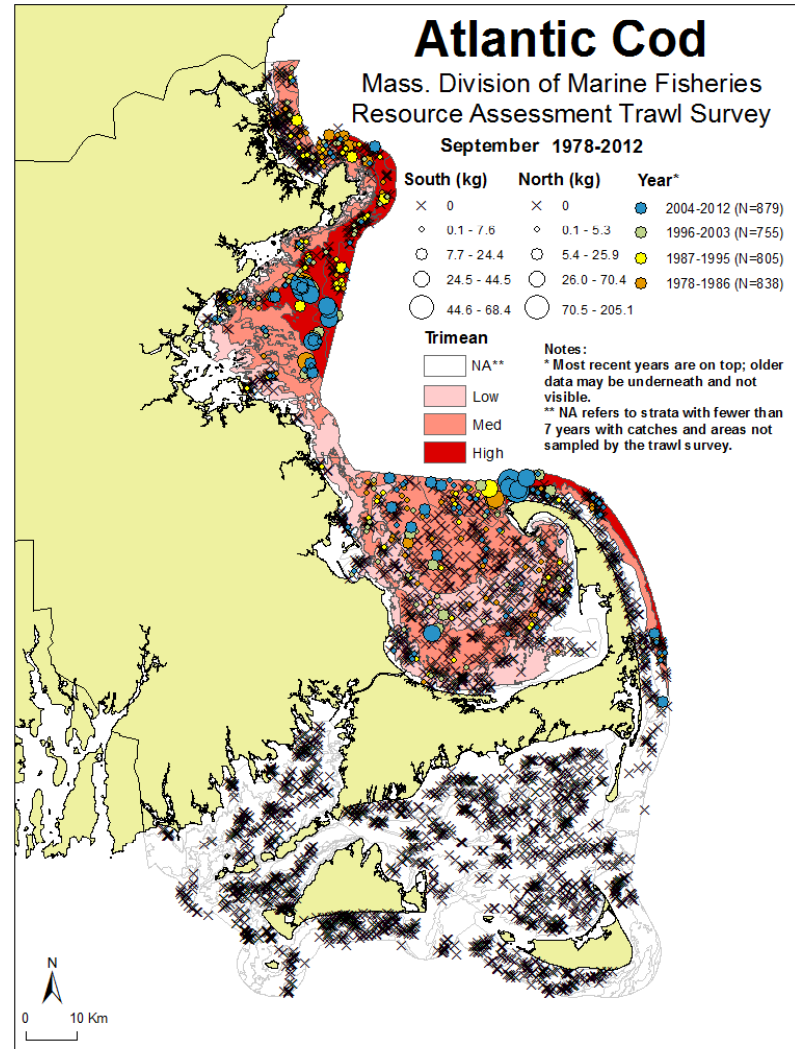 Atlantic Cod
Mass. Division of Marine Fisheries
Resource Assessment Trawl Survey
September 1978-2012
South (kg) North (kg) Year*
0 0 2004-2012 (N=879)
0.1 - 7.6 0.1 - 5.3 1996-2003 (N=755)
7.7 - 24.4 5.4 - 25.9 1987-1995 (N=805)
24.5 - 44.5 26.0 - 70.4 1978-1986 (N=838)
44.6 - 68.4 70.5 - 205.1
Trimean
NA**
Low
Med
High
Notes:
* Most recent years are on top; older
data may be underneath and not
visible.
** NA refers to strata with fewer than
7 years with catches and areas not
sampled by the trawl survey.
N
0 10 Km